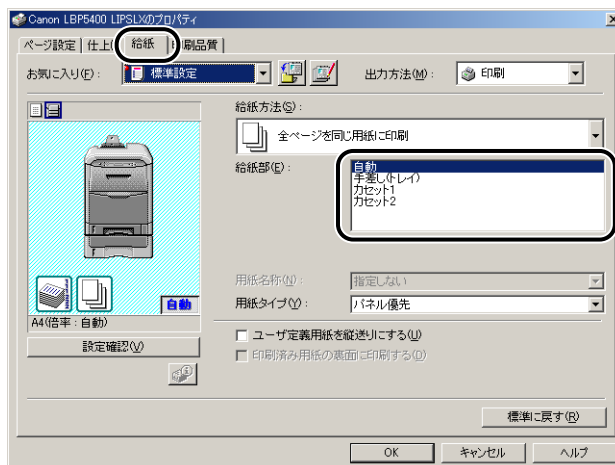 Canon LBP5400 LIPSLXのプロパティ
ページ設定 仕上 給紙 印刷品質
お気に入り(F): 標準設定 出力方法(M): 印刷
給紙方法(S):
全ページを同じ用紙に印刷
給紙部(E):
自動
手差し(トレイ)
カセット1
カセット2
用紙名称(N): 指定しない
用紙タイプ(Y): パネル優先
自動
A4(倍率:自動)
設定確認(V)
ユーザ定義用紙を縦送りにする(U)
印刷済み用紙の裏面に印刷する(O)
標準に戻す(R)
OK キャンセル ヘルプ